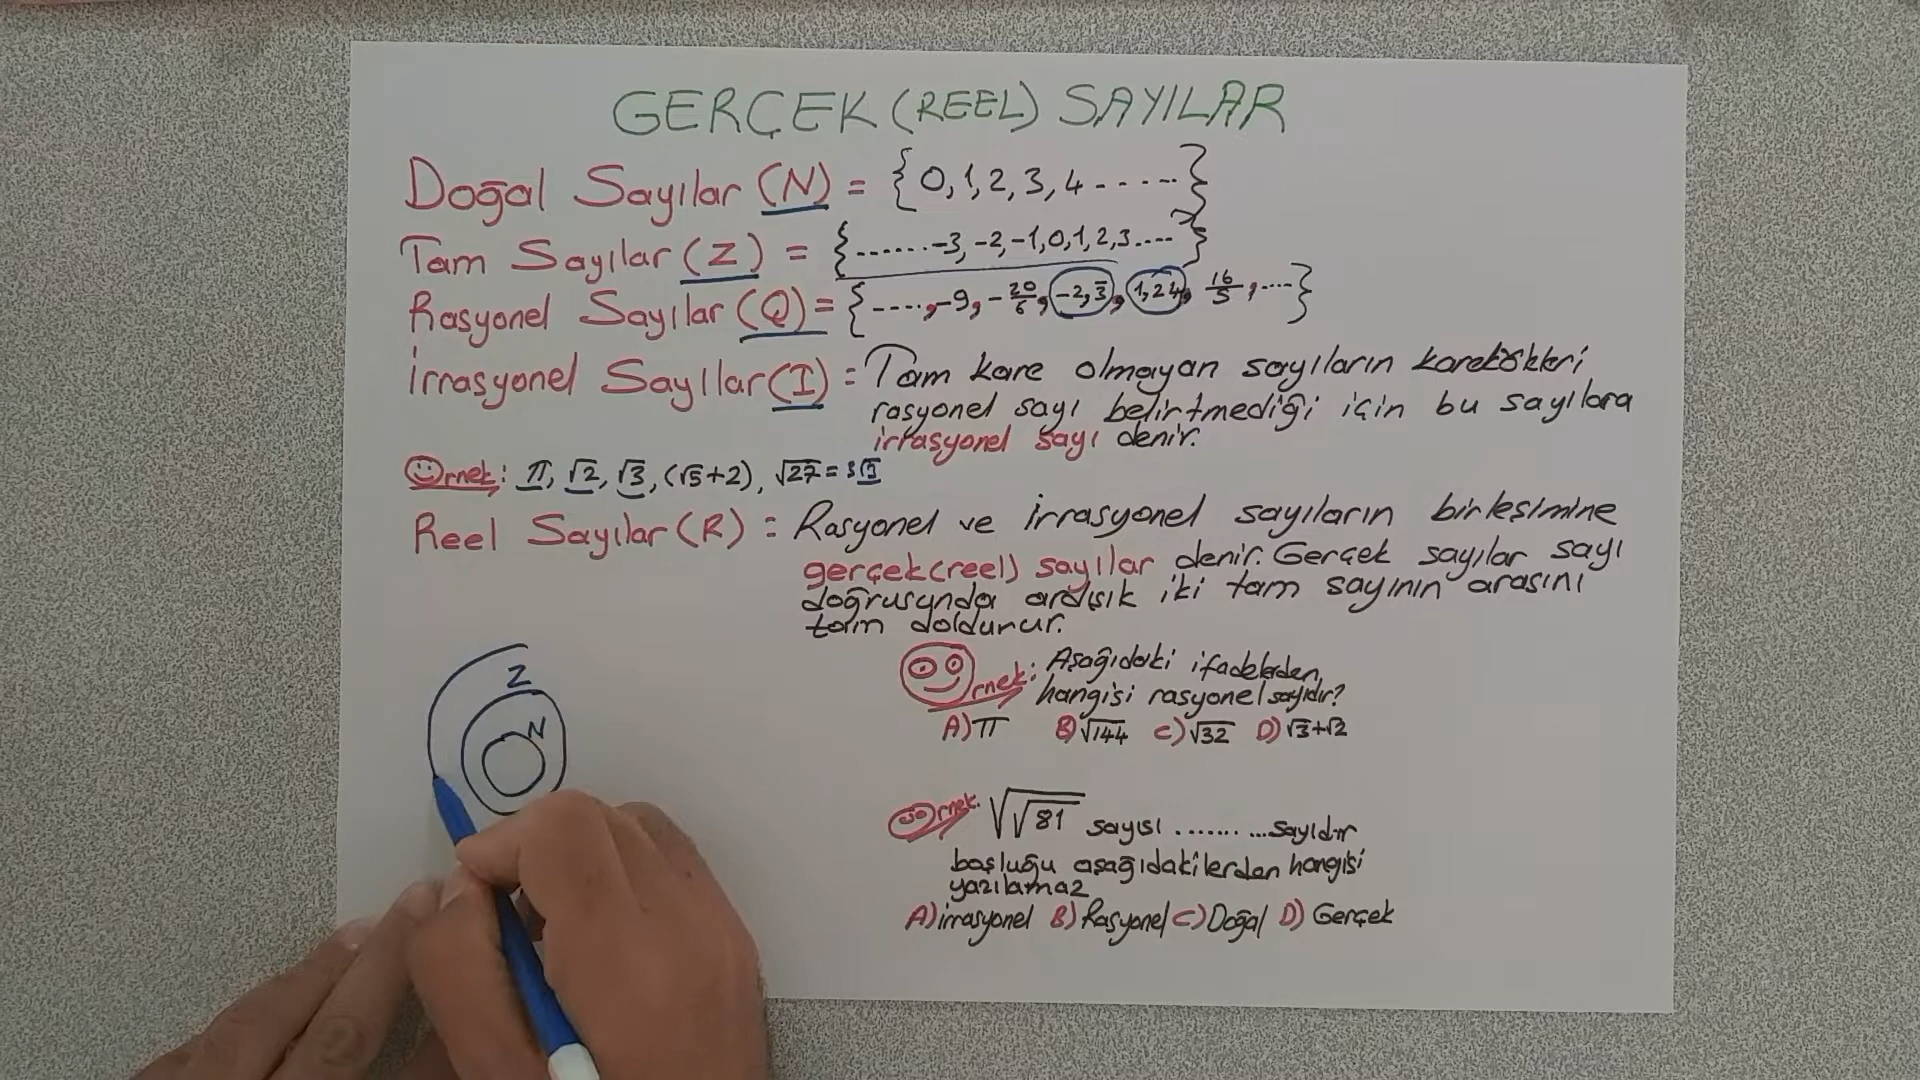 GERÇEK (REEL) SAYILAR
Doğal Sayılar (N) = {0, 1, 2, 3, 4 - - - - -}
Tam Sayılar (Z) = {.......-3, -2, -1, 0, 1, 2, 3....}
Rasyonel Sayılar (Q) = {- - - -, -9, -20/6, -2,3̅, 1,24, 16/5, ....}
İrrasyonel Sayılar (I) = Tam kare olmayan sayıların karekökleri
rasyonel sayı belirtmediği için bu sayılara
irrasyonel sayı denir.
Örnek: π, √2, √3, (√5+2), √27 = 3√3
Reel Sayılar (R) = Rasyonel ve irrasyonel sayıların birleşimine
gerçek(reel) sayılar denir. Gerçek sayılar sayı
doğrusunda ardışık iki tam sayının arasını
tam doldurur.
Z
N
Örnek: Aşağıdaki ifadelerden,
hangisi rasyonel sayıdır?
A) π B) √144 C) √32 D) √3+√2
Örnek: √√81 sayısı .......... sayıdır
boşluğu aşağıdakilerden hangisi
yazılamaz
A) irrasyonel B) Rasyonel C) Doğal D) Gerçek